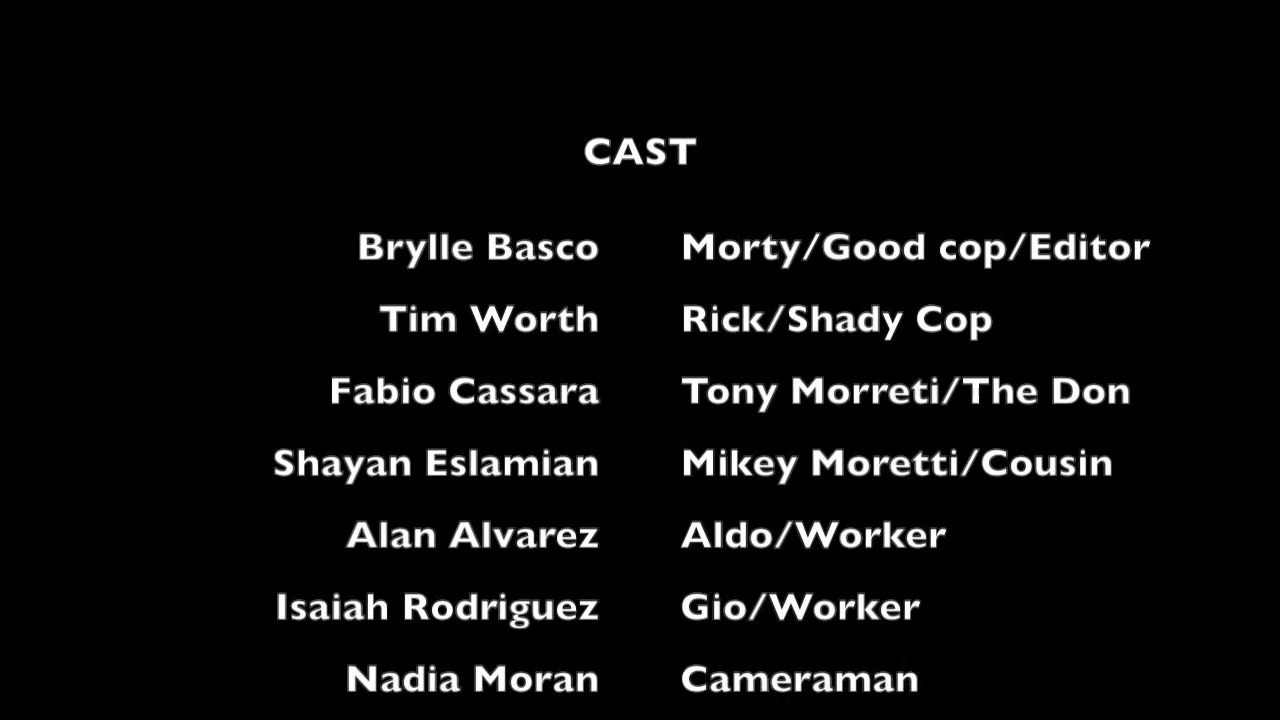 CAST
Brylle Basco Morty/Good cop/Editor
Tim Worth Rick/Shady Cop
Fabio Cassara Tony Morreti/The Don
Shayan Eslamian Mikey Moretti/Cousin
Alan Alvarez Aldo/Worker
Isaiah Rodriguez Gio/Worker
Nadia Moran Cameraman